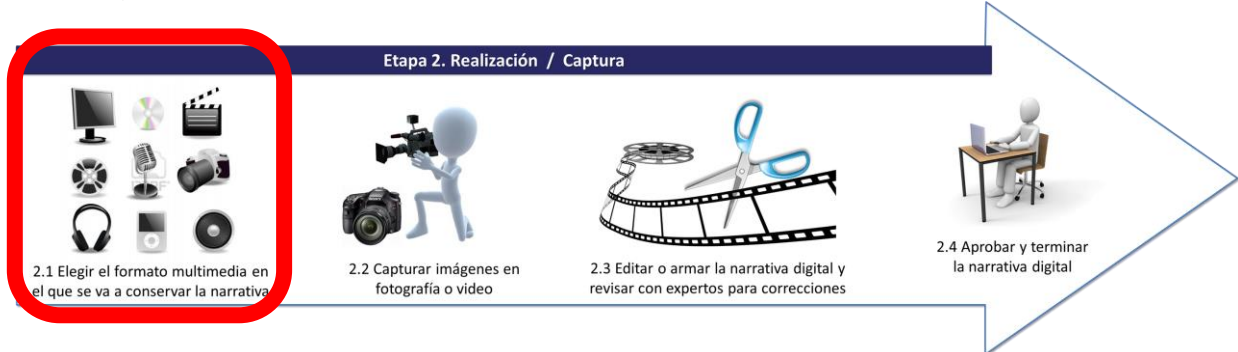 Etapa 2. Realización / Captura
2.1 Elegir el formato multimedia en
el que se va a conservar la narrativa
2.2 Capturar imágenes en
fotografía o video
2.3 Editar o armar la narrativa digital y
revisar con expertos para correcciones
2.4 Aprobar y terminar
la narrativa digital